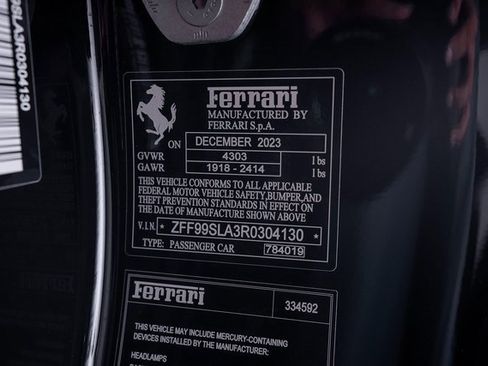 98LA3R0304130
Ferrari
MANUFACTURED BY
FERRARI S.p.A.
ON DECEMBER 2023
GVWR 4303 lbs
GAWR 1918 - 2414 lbs
THIS VEHICLE CONFORMS TO ALL APPLICABLE
FEDERAL MOTOR VEHICLE SAFETY,BUMPER,AND
THEFT PREVENTION STANDARDS IN EFFECT ON
THE DATE OF MANUFACTURE SHOWN ABOVE
V.I.N. * ZFF99SLA3R0304130 *
TYPE: PASSENGER CAR 784019
Ferrari 334592
THIS VEHICLE MAY INCLUDE MERCURY-CONTAINING
DEVICES INSTALLED BY THE MANUFACTURER:
HEADLAMPS